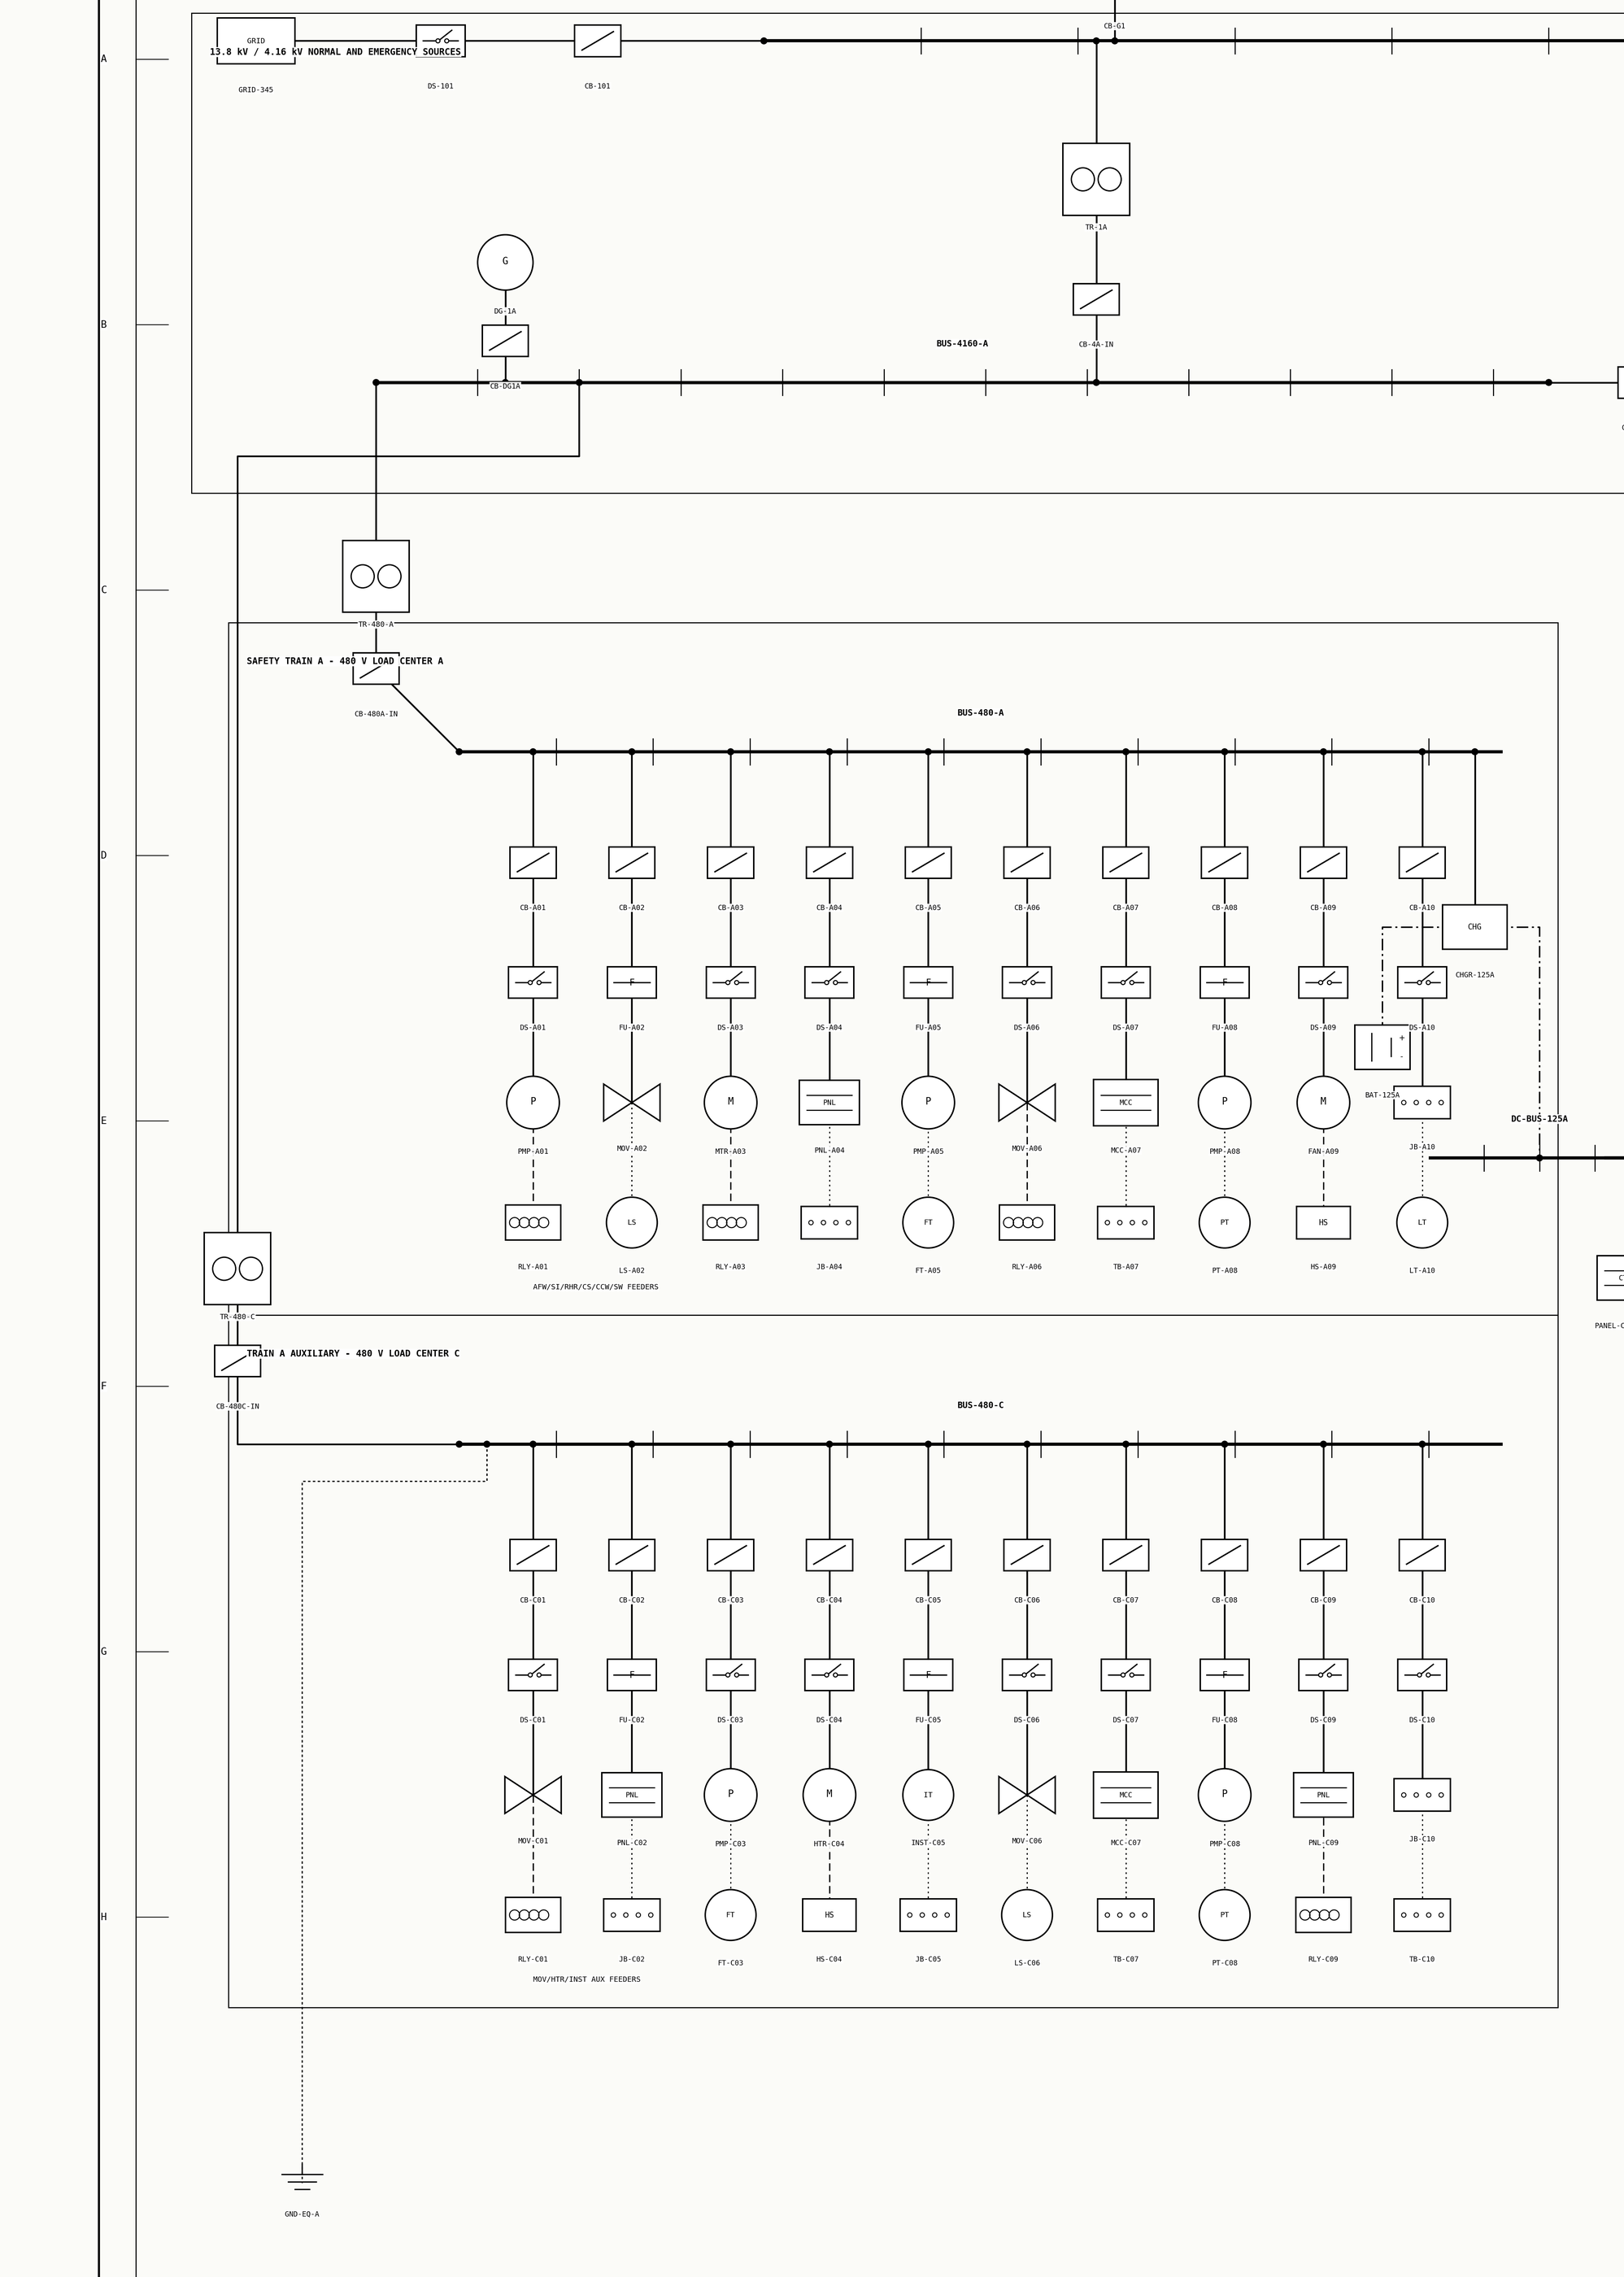 CB-G1
A
GRID
13.8 kV / 4.16 kV NORMAL AND EMERGENCY SOURCES
GRID-345
DS-101
CB-101
TR-1A
G
DG-1A
B
BUS-4160-A
CB-4A-IN
CB-DG1A
C
TR-480-A
SAFETY TRAIN A - 480 V LOAD CENTER A
CB-480A-IN
BUS-480-A
D
CB-A01 CB-A02 CB-A03 CB-A04 CB-A05 CB-A06 CB-A07 CB-A08 CB-A09 CB-A10
CHG
CHGR-125A
F F F
DS-A01 FU-A02 DS-A03 DS-A04 FU-A05 DS-A06 DS-A07 FU-A08 DS-A09 DS-A10
+
-
BAT-125A
P M PNL P MCC P M
E
DC-BUS-125A
PMP-A01 MOV-A02 MTR-A03 PNL-A04 PMP-A05 MOV-A06 MCC-A07 PMP-A08 FAN-A09 JB-A10
LS FT PT HS LT
RLY-A01 LS-A02 RLY-A03 JB-A04 FT-A05 RLY-A06 TB-A07 PT-A08 HS-A09 LT-A10
AFW/SI/RHR/CS/CCW/SW FEEDERS
TR-480-C
PANEL-C
TRAIN A AUXILIARY - 480 V LOAD CENTER C
F
CB-480C-IN
BUS-480-C
CB-C01 CB-C02 CB-C03 CB-C04 CB-C05 CB-C06 CB-C07 CB-C08 CB-C09 CB-C10
G
F F F
DS-C01 FU-C02 DS-C03 DS-C04 FU-C05 DS-C06 DS-C07 FU-C08 DS-C09 DS-C10
PNL P M IT MCC P PNL
MOV-C01 PNL-C02 PMP-C03 HTR-C04 INST-C05 MOV-C06 MCC-C07 PMP-C08 PNL-C09 JB-C10
H
FT HS LS PT
RLY-C01 JB-C02 FT-C03 HS-C04 JB-C05 LS-C06 TB-C07 PT-C08 RLY-C09 TB-C10
MOV/HTR/INST AUX FEEDERS
GND-EQ-A